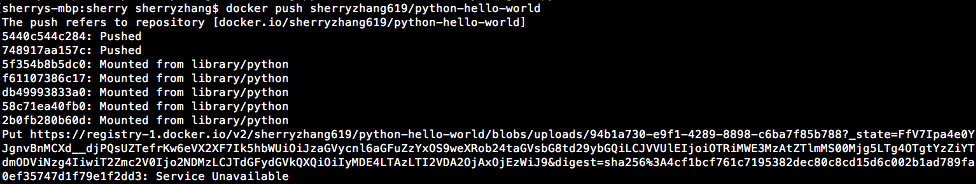 [sherrys-mbp:sherry sherryzhang$ docker push sherryzhang619/python-hello-world
The push refers to repository [docker.io/sherryzhang619/python-hello-world]
5440c544c284: Pushed
748917aa157c: Pushed
5f354b8b5dc0: Mounted from library/python
f61107386c17: Mounted from library/python
db49993833a0: Mounted from library/python
58c71ea40fb0: Mounted from library/python
2b0fb280b60d: Mounted from library/python
Put https://registry-1.docker.io/v2/sherryzhang619/python-hello-world/blobs/uploads/94b1a730-e9f1-4289-8898-c6ba7f85b788?_state=FfV7Ipa4e0Y
JgnvBnMCXd__djPQsUZTefrKw6eVX2XF7Ik5hbWUiOiJzaGVycnl6aGFuZzYxOS9weXRob24taGVsbG8td29ybGQiLCJVVUlEIjoiOTRiMWE3MzAtZTlmMS00Mjg5LTg4OTgtYzZiYT
dmODViNzg4IiwiT2Zmc2V0Ijo2NDMzLCJTdGFydGVkQXQiOiIyMDE4LTAzLTI2VDA2OjAxOjEzWiJ9&digest=sha256%3A4cf1bcf761c7195382dec80c8cd15d6c002b1ad789fa
0ef35747d1f79e1f2dd3: Service Unavailable